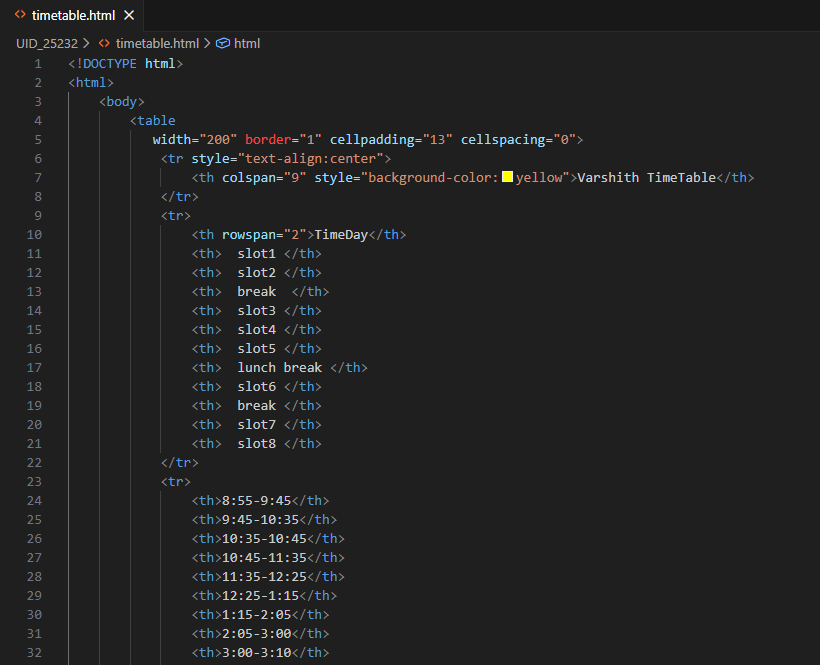 timetable.html
UID_25232 > timetable.html > html
1 <!DOCTYPE html>
2 <html>
3 <body>
4 <table
5 width="200" border="1" cellpadding="13" cellspacing="0">
6 <tr style="text-align:center">
7 <th colspan="9" style="background-color:yellow">Varshith TimeTable</th>
8 </tr>
9 <tr>
10 <th rowspan="2">TimeDay</th>
11 <th>  slot1 </th>
12 <th>  slot2 </th>
13 <th>  break  </th>
14 <th>  slot3 </th>
15 <th>  slot4 </th>
16 <th>  slot5 </th>
17 <th>  lunch break </th>
18 <th>  slot6 </th>
19 <th>  break </th>
20 <th>  slot7 </th>
21 <th>  slot8 </th>
22 </tr>
23 <tr>
24 <th>8:55-9:45</th>
25 <th>9:45-10:35</th>
26 <th>10:35-10:45</th>
27 <th>10:45-11:35</th>
28 <th>11:35-12:25</th>
29 <th>12:25-1:15</th>
30 <th>1:15-2:05</th>
31 <th>2:05-3:00</th>
32 <th>3:00-3:10</th>